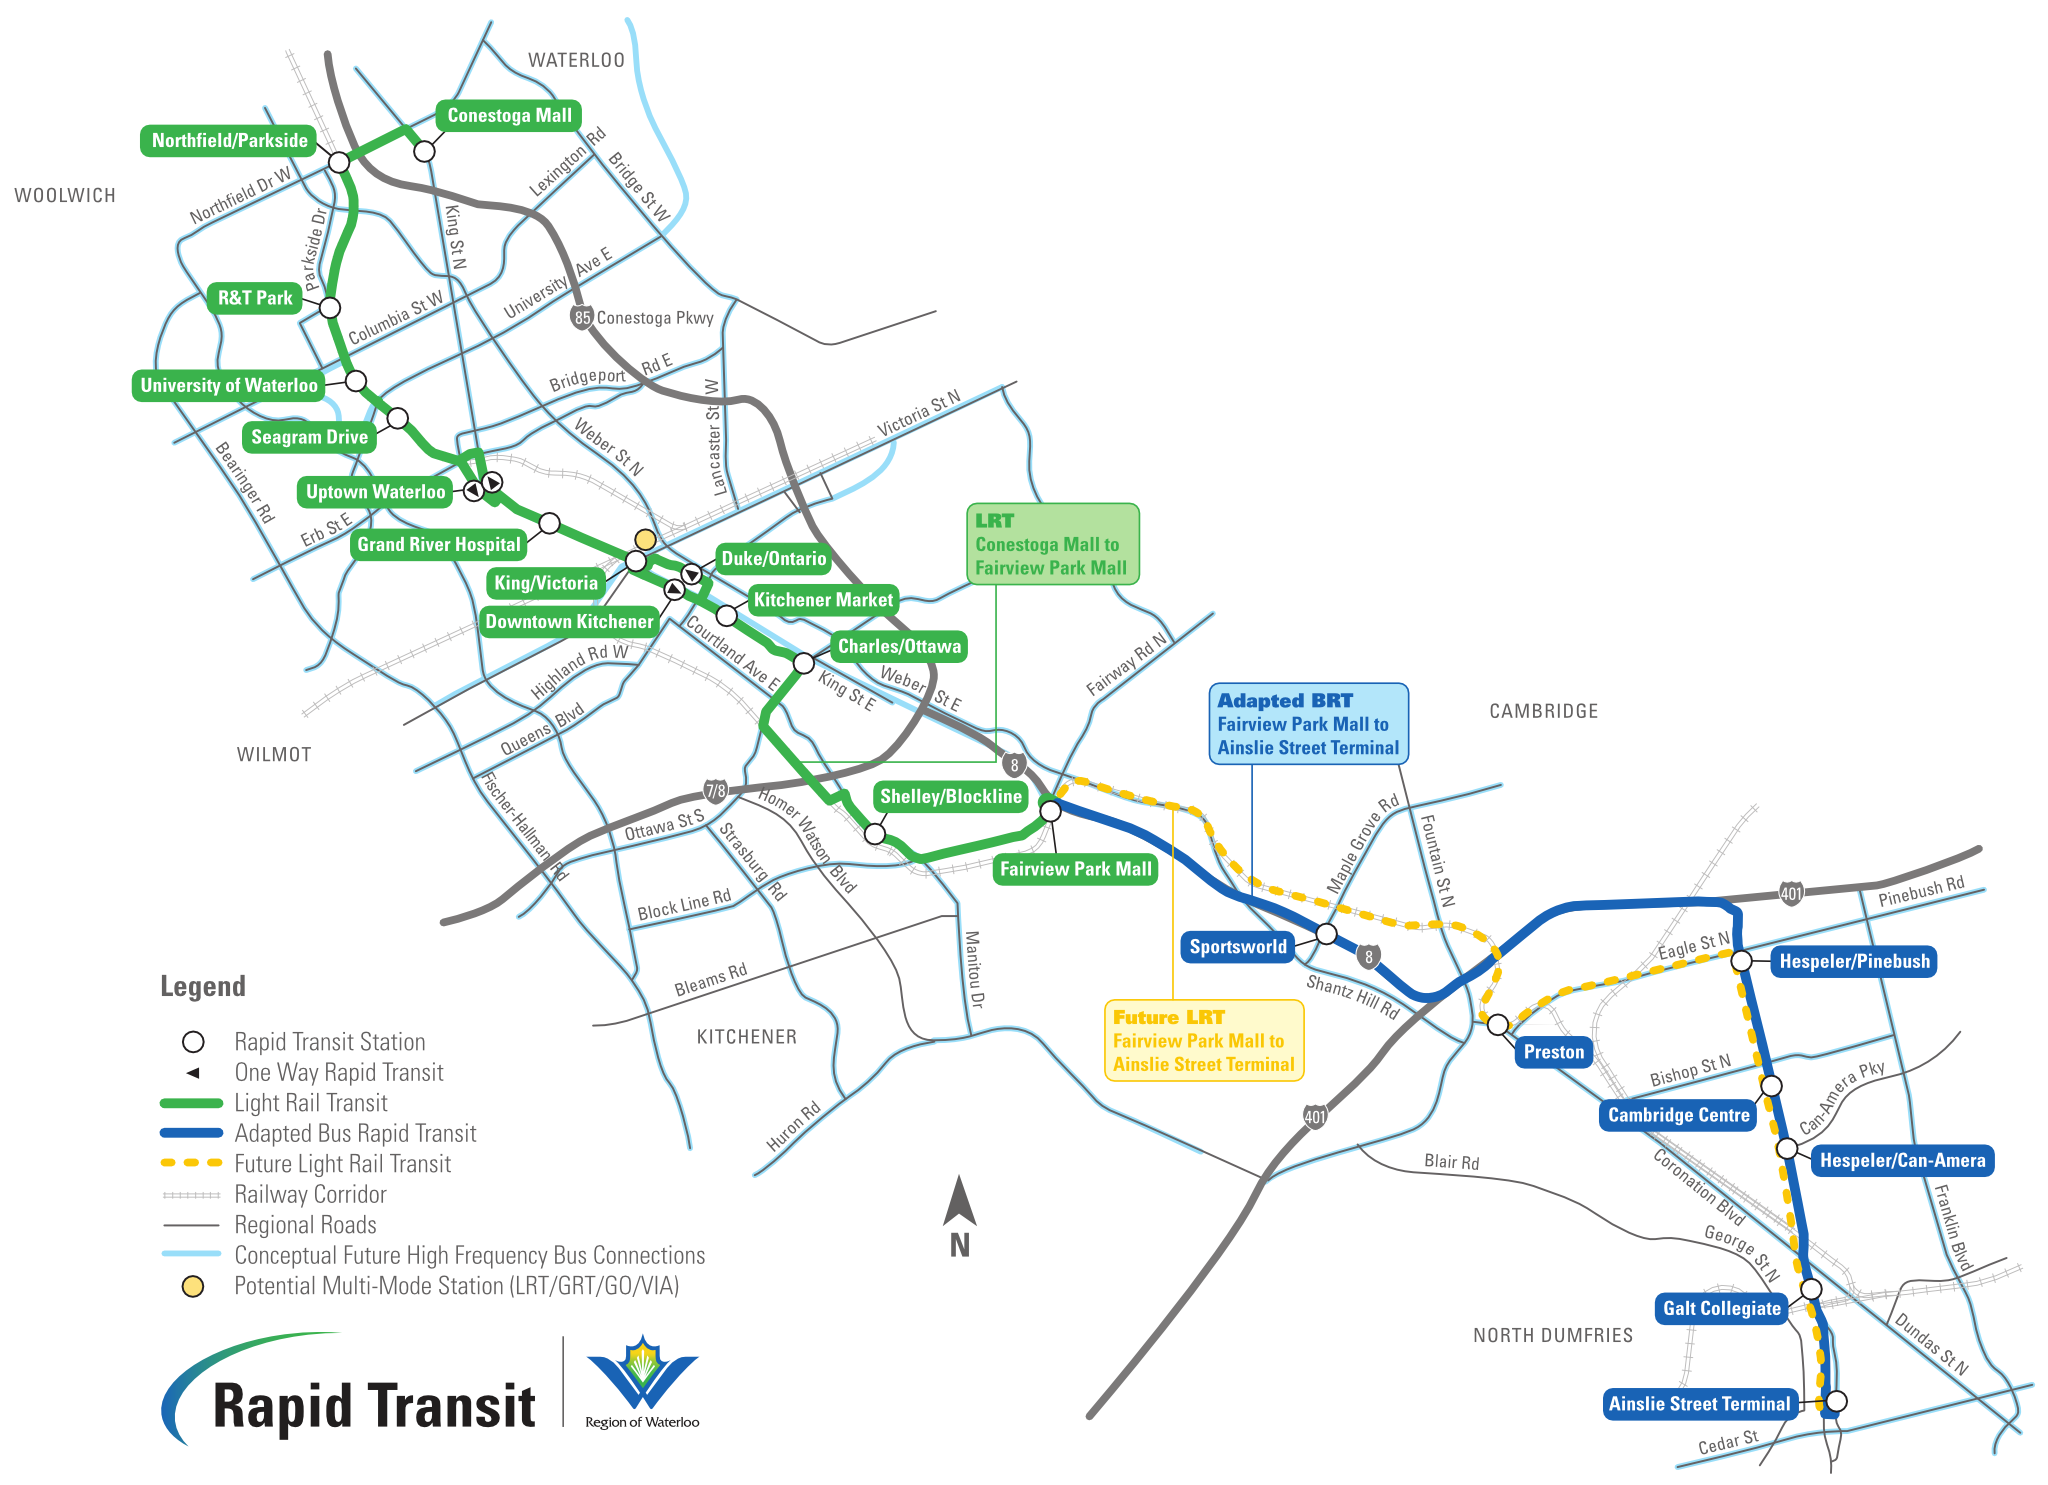 WATERLOO
Conestoga Mall
Northfield/Parkside
Lexington Rd
Bridge St W
WOOLWICH
Northfield Dr W
Parkside Dr
King St N
R&T Park
Columbia St W
University Ave E
85
Conestoga Pkwy
University of Waterloo
Bridgeport Rd E
Lancaster St W
Victoria St N
Seagram Drive
Weber St N
Bearinger Rd
Uptown Waterloo
Erb St E
Grand River Hospital
LRT
Conestoga Mall to
Fairview Park Mall
King/Victoria
Duke/Ontario
Downtown Kitchener
Kitchener Market
Charles/Ottawa
Courtland Ave E
Highland Rd W
King St E
Weber St E
Fairway Rd N
Queens Blvd
WILMOT
Adapted BRT
Fairview Park Mall to
Ainslie Street Terminal
CAMBRIDGE
8
7/8
Fischer-Hallman Rd
Ottawa St S
Homer Watson Blvd
Strasburg Rd
Shelley/Blockline
Fairview Park Mall
Maple Grove Rd
Fountain St N
Block Line Rd
401
Pinebush Rd
Manitou Dr
Sportsworld
8
Eagle St N
Hespeler/Pinebush
Bleams Rd
Shantz Hill Rd
KITCHENER
Future LRT
Fairview Park Mall to
Ainslie Street Terminal
Preston
Bishop St N
Can-Amera Pky
Cambridge Centre
401
Huron Rd
Blair Rd
Hespeler/Can-Amera
Coronation Blvd
Franklin Blvd
George St N
Galt Collegiate
NORTH DUMFRIES
Dundas St N
Ainslie Street Terminal
Cedar St
N
Legend
Rapid Transit Station
One Way Rapid Transit
Light Rail Transit
Adapted Bus Rapid Transit
Future Light Rail Transit
Railway Corridor
Regional Roads
Conceptual Future High Frequency Bus Connections
Potential Multi-Mode Station (LRT/GRT/GO/VIA)
Rapid Transit
Region of Waterloo